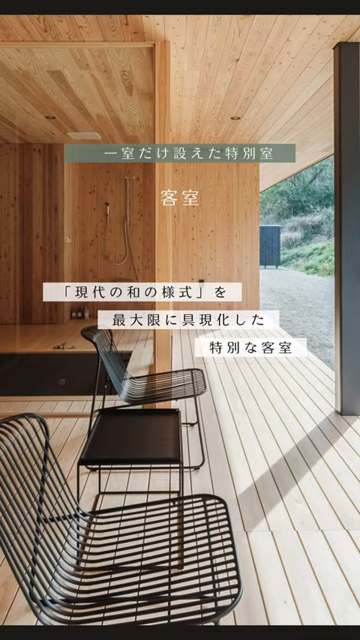 一室だけ設えた特別室
客室
「現代の和の様式」を
最大限に具現化した
特別な客室